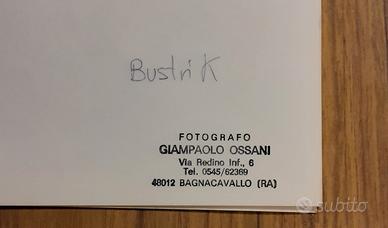 Bustrik
FOTOGRAFO
GIAMPAOLO OSSANI
Via Redino Inf., 6
Tel. 0545/62369
48012 BAGNACAVALLO (RA)
subito